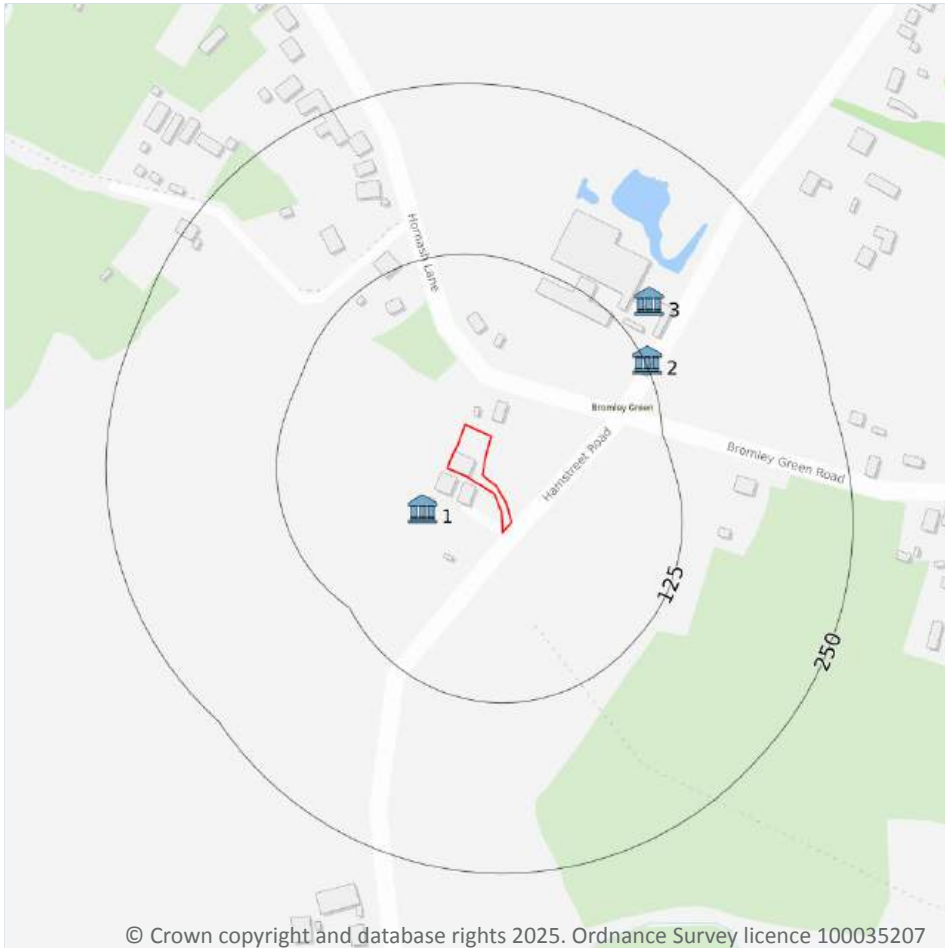 Hornash Lane
3
2
Bromley Green
Bromley Green Road
Hamstreet Road
1
125
250
© Crown copyright and database rights 2025. Ordnance Survey licence 100035207